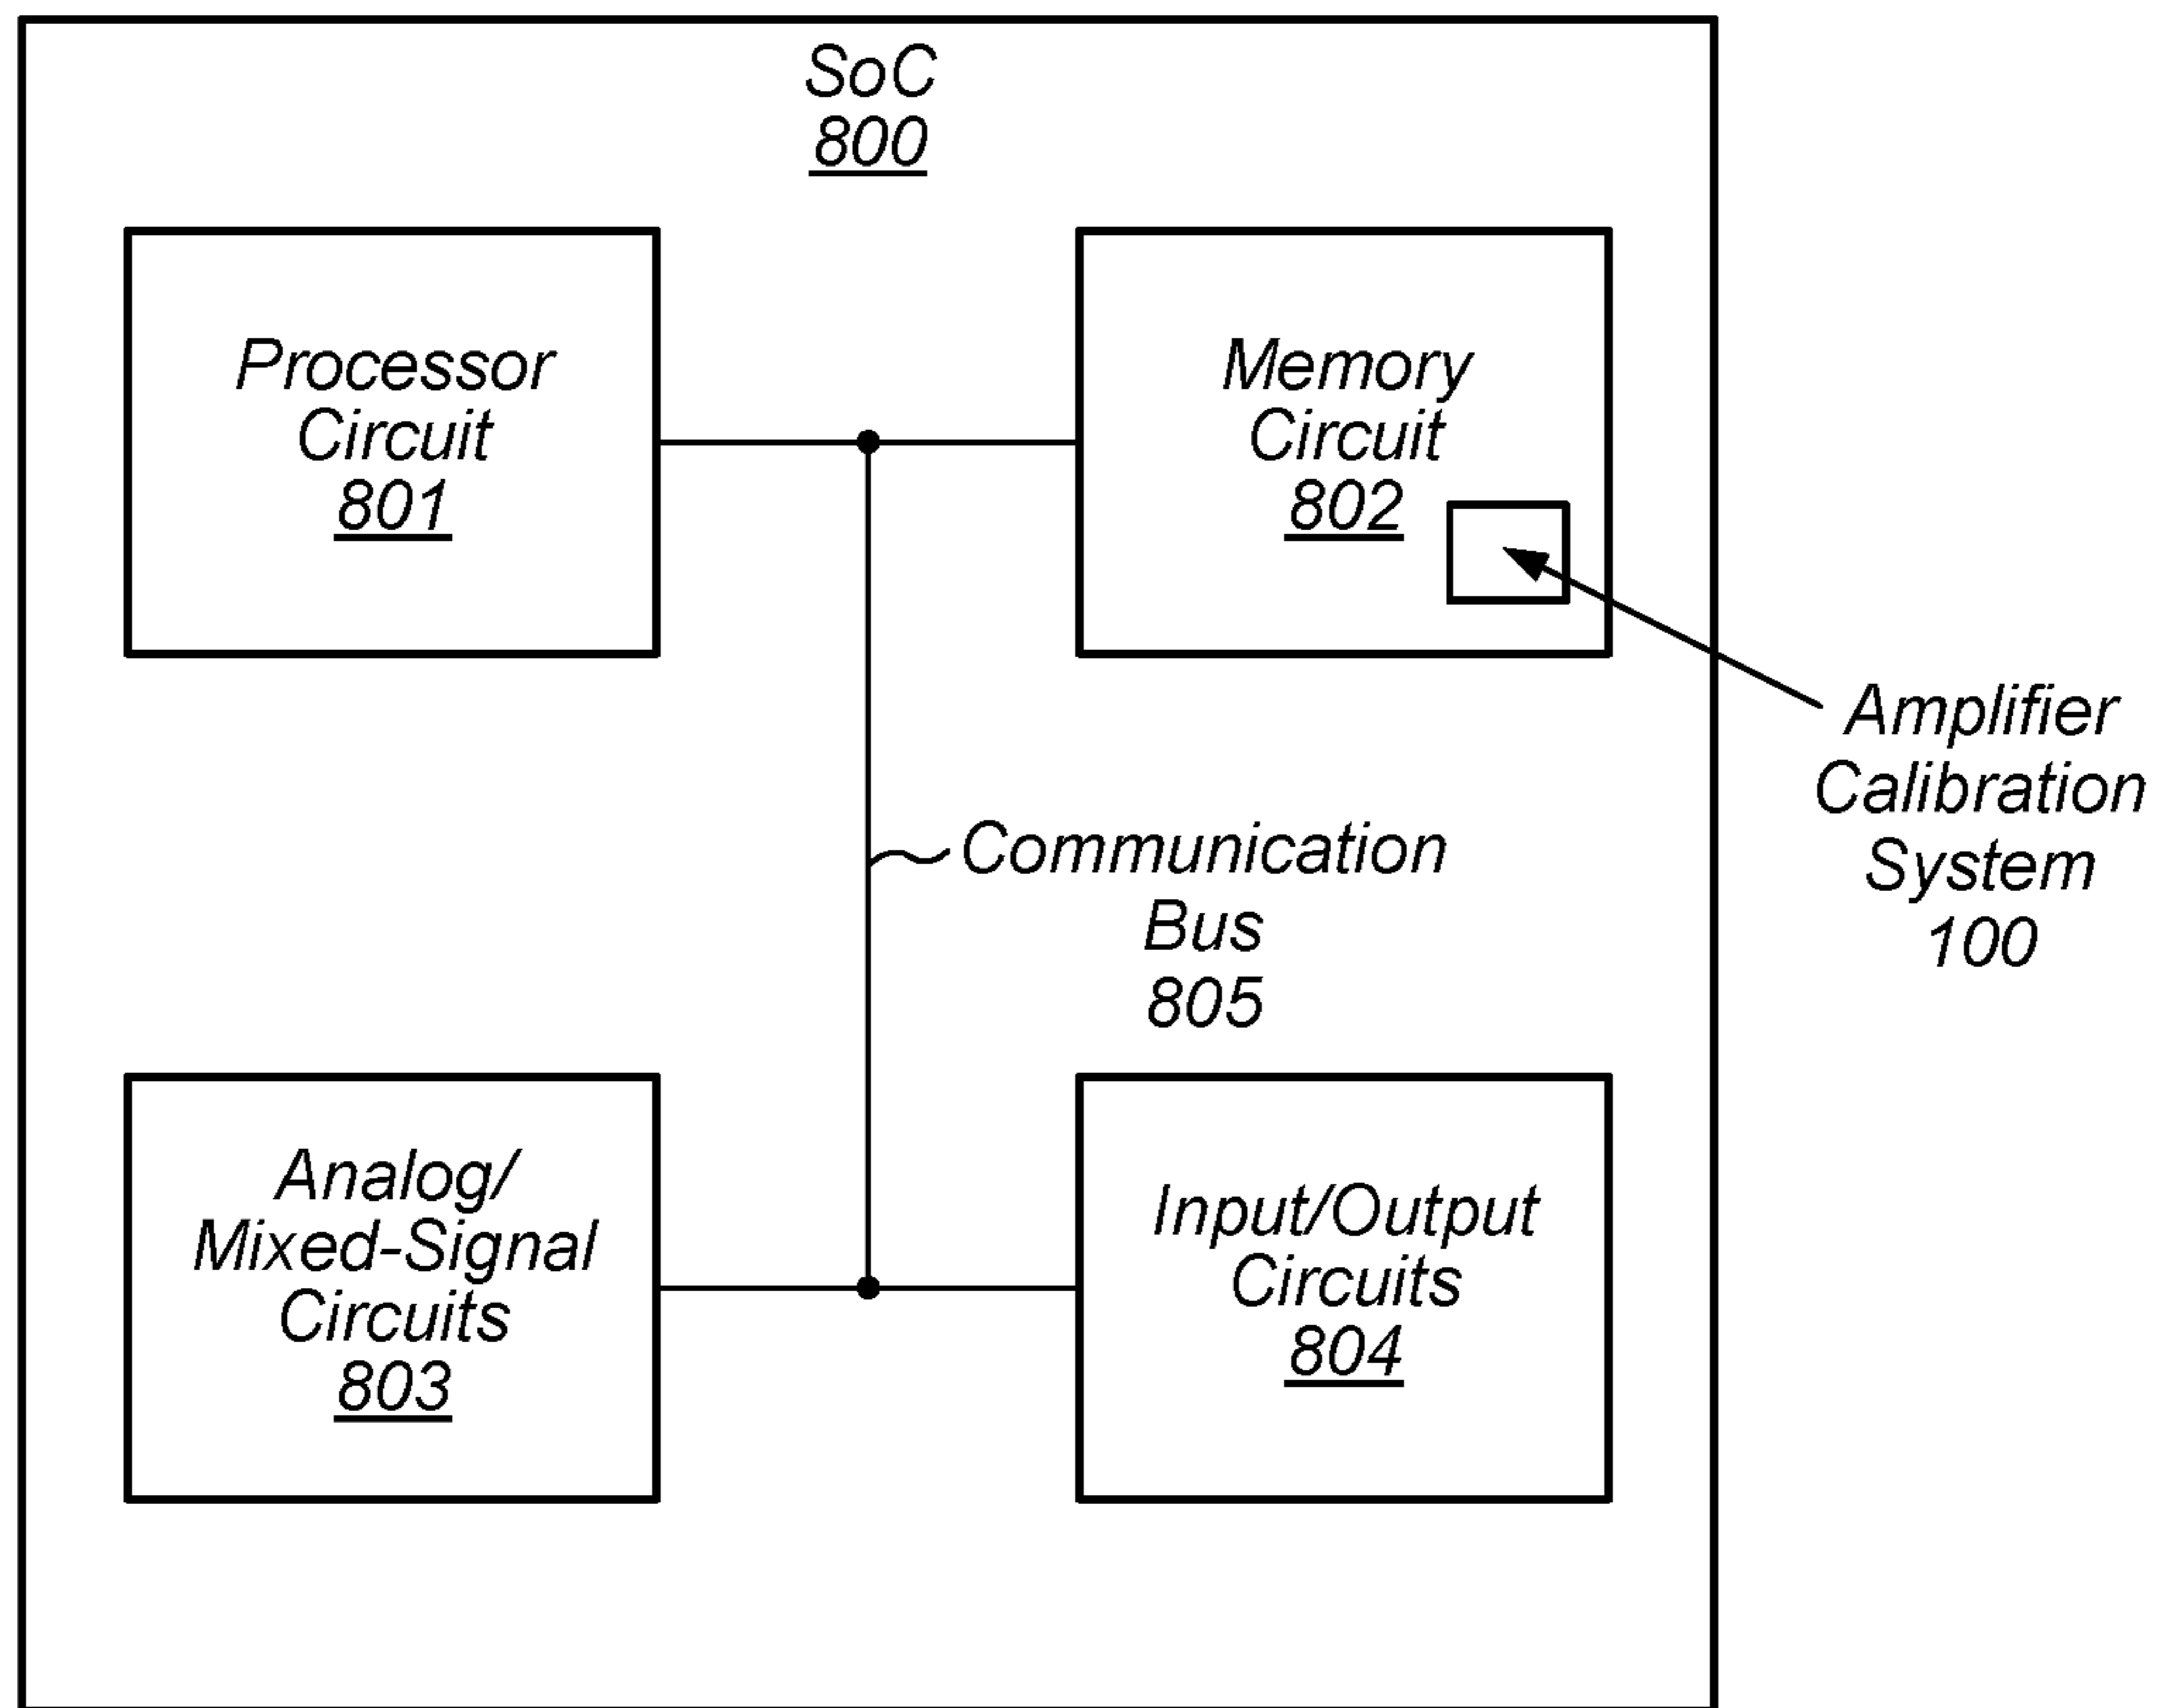 SoC
800
Processor
Circuit
801
Memory
Circuit
802
Amplifier
Calibration
System
100
Communication
Bus
805
Analog/
Mixed-Signal
Circuits
803
Input/Output
Circuits
804